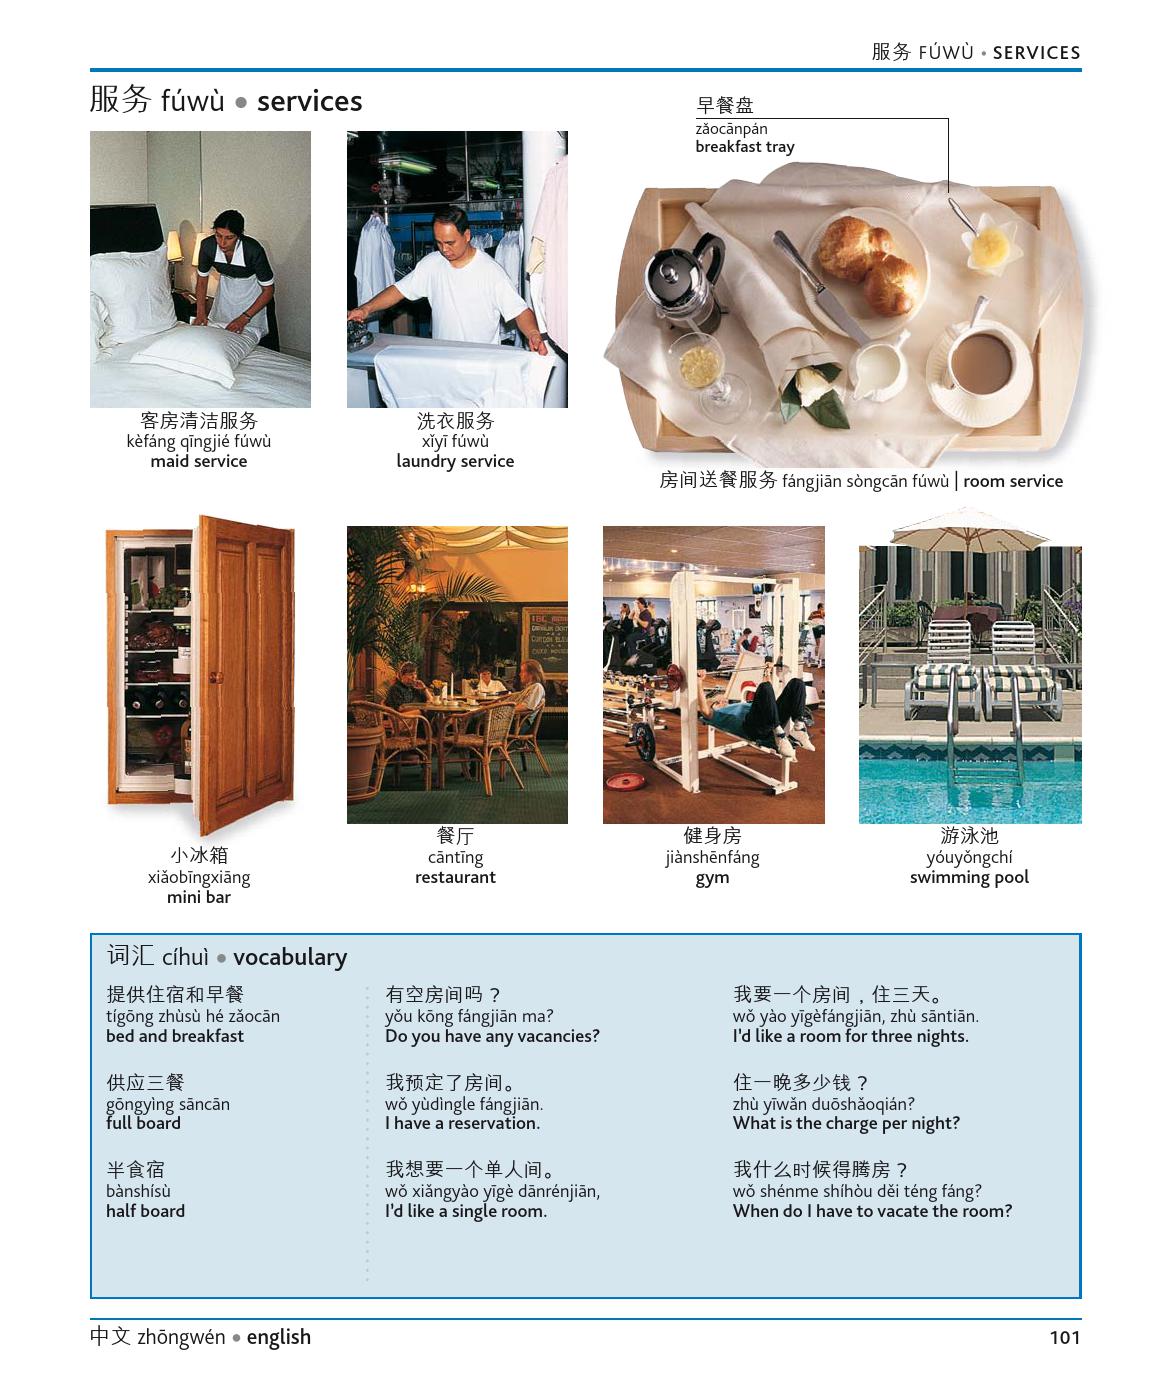 服务 FÚWÙ • SERVICES
服务 fúwù • services
早餐盘
zǎocānpán
breakfast tray
客房清洁服务
kèfáng qīngjié fúwù
maid service
洗衣服务
xǐyī fúwù
laundry service
房间送餐服务 fángjiān sòngcān fúwù | room service
小冰箱
xiǎobīngxiāng
mini bar
餐厅
cāntīng
restaurant
健身房
jiànshēnfáng
gym
游泳池
yóuyǒngchí
swimming pool
词汇 cíhuì • vocabulary
提供住宿和早餐
tígōng zhùsù hé zǎocān
bed and breakfast
供应三餐
gōngyìng sāncān
full board
半食宿
bànshísù
half board
有空房间吗？
yǒu kōng fángjiān ma?
Do you have any vacancies?
我预定了房间。
wǒ yùdìngle fángjiān.
I have a reservation.
我想要一个单人间。
wǒ xiǎngyào yīgè dānrénjiān,
I'd like a single room.
我要一个房间，住三天。
wǒ yào yīgèfángjiān, zhù sāntiān.
I'd like a room for three nights.
住一晚多少钱？
zhù yīwǎn duōshǎoqián?
What is the charge per night?
我什么时候得腾房？
wǒ shénme shíhòu děi téng fáng?
When do I have to vacate the room?
中文 zhōngwén • english
101